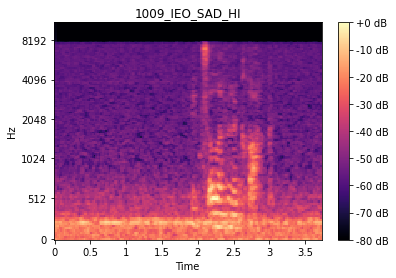 1009_IEO_SAD_HI
+0 dB
8192
-10 dB
4096
-20 dB
-30 dB
2048
Hz
-40 dB
1024
-50 dB
512
-60 dB
-70 dB
0
-80 dB
0 0.5 1 1.5 2 2.5 3 3.5
Time